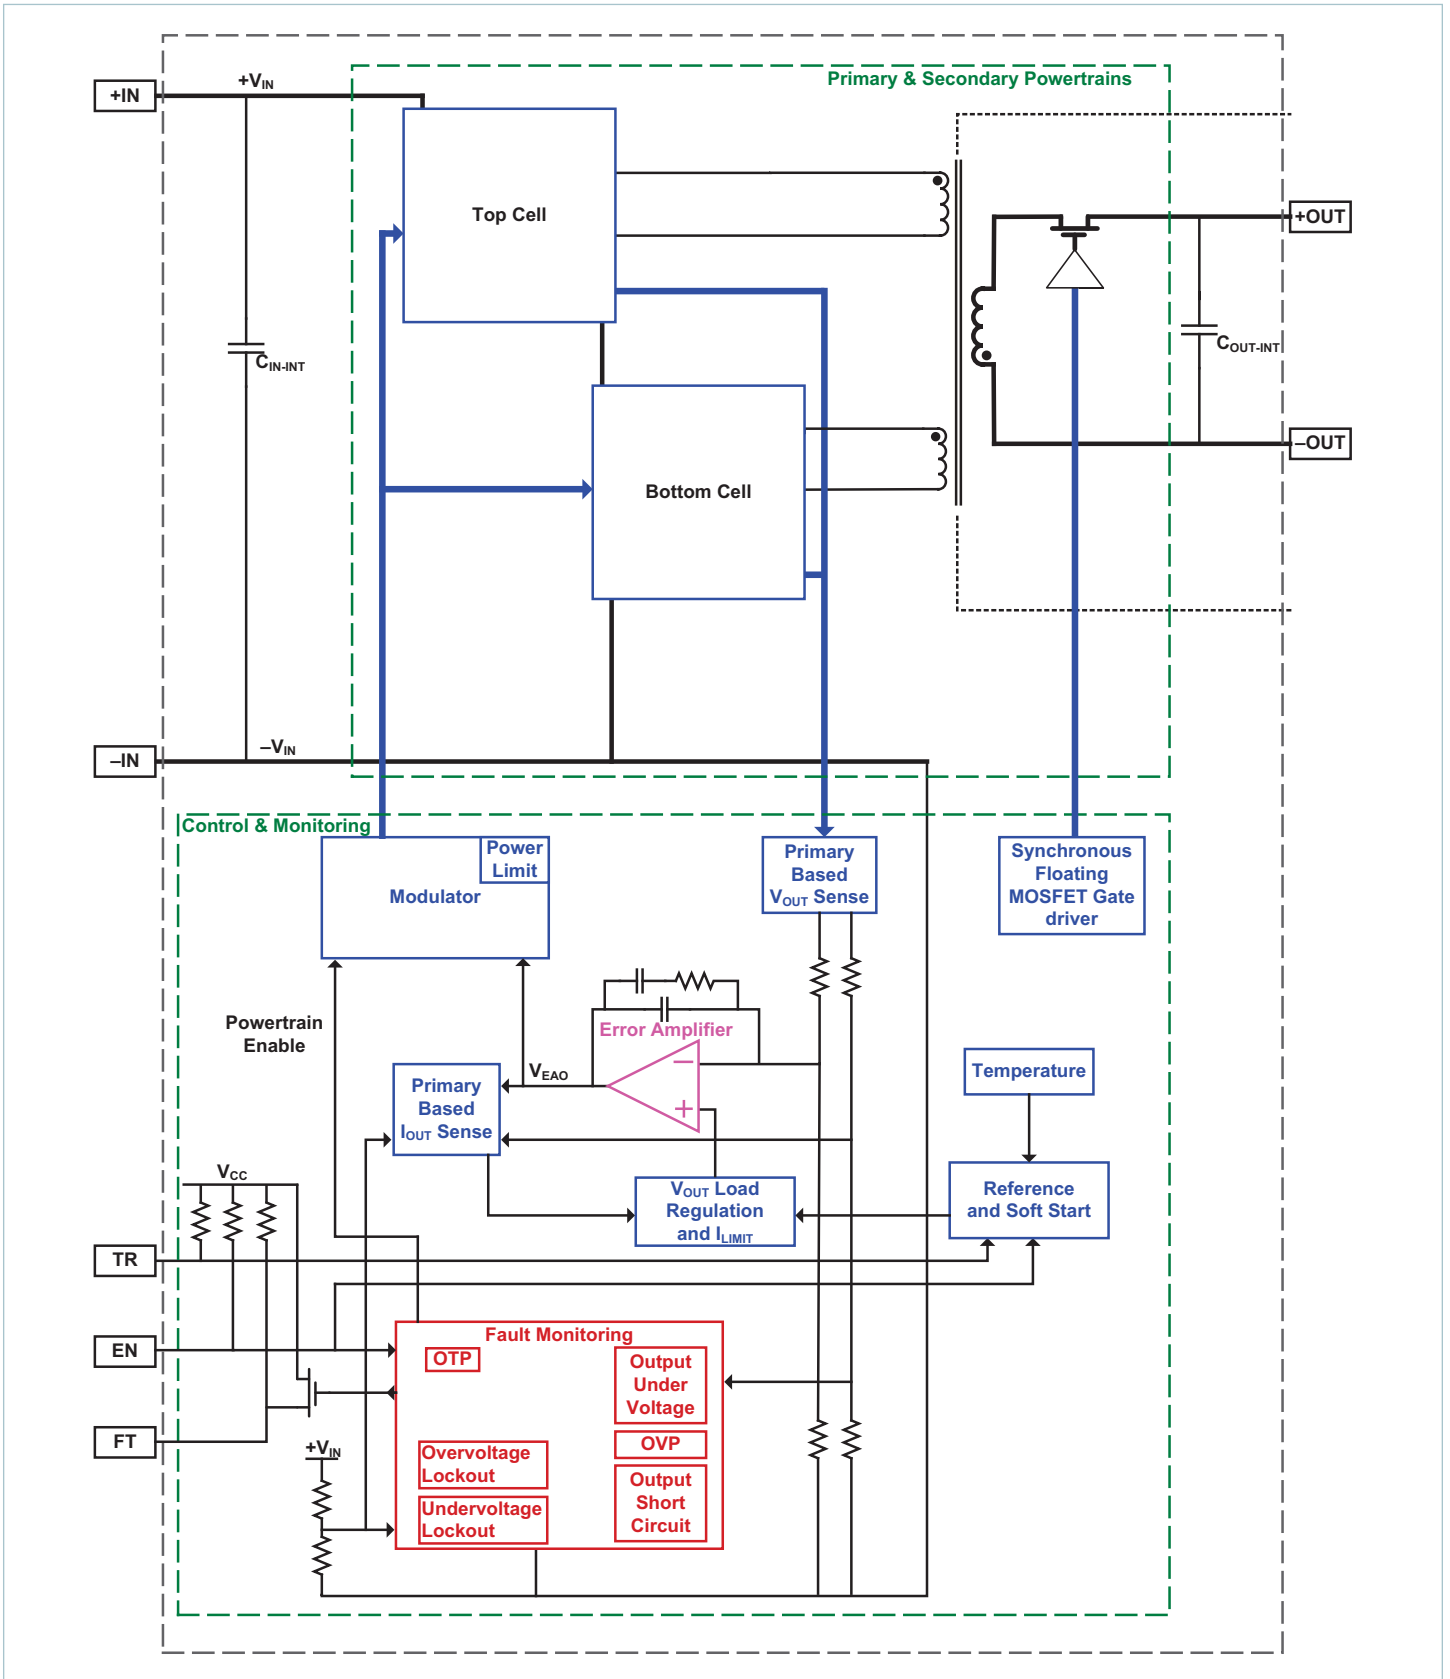 Primary & Secondary Powertrains
+IN
+VIN
Top Cell
+OUT
CIN-INT
COUT-INT
–OUT
Bottom Cell
–IN
–VIN
Control & Monitoring
Power
Limit
Modulator
Primary
Based
VOUT Sense
Synchronous
Floating
MOSFET Gate
driver
Powertrain
Enable
Error Amplifier
–
+
VEAO
Primary
Based
IOUT Sense
Temperature
VCC
VOUT Load
Regulation
and ILIMIT
Reference
and Soft Start
TR
EN
FT
Fault Monitoring
OTP
Output
Under
Voltage
OVP
Output
Short
Circuit
+VIN
Overvoltage
Lockout
Undervoltage
Lockout